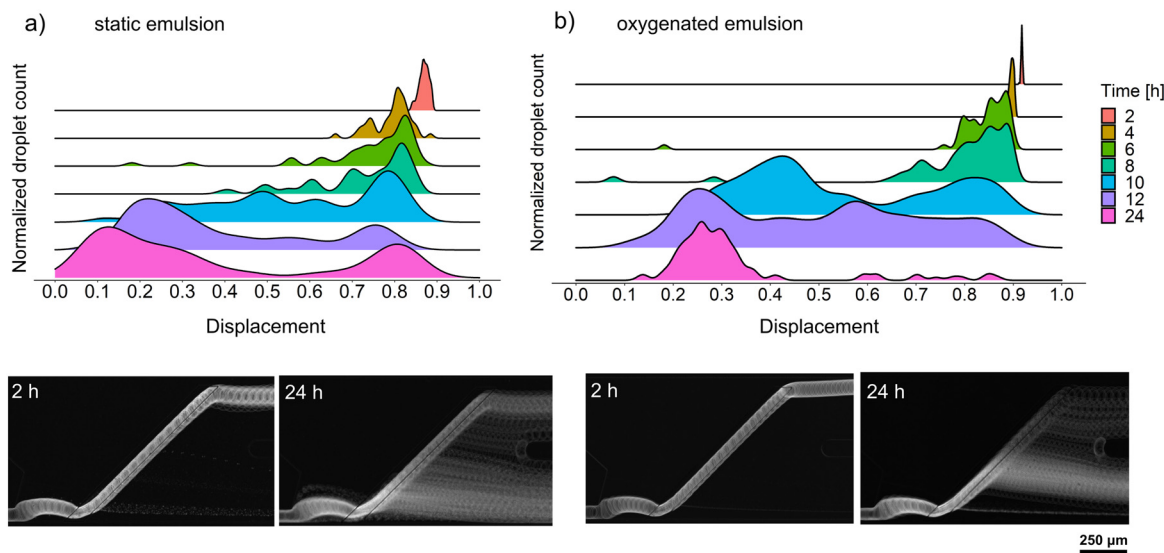 a) static emulsion
b) oxygenated emulsion
Normalized droplet count
Normalized droplet count
Time [h]
2
4
6
8
10
12
24
0.0 0.1 0.2 0.3 0.4 0.5 0.6 0.7 0.8 0.9 1.0
0.0 0.1 0.2 0.3 0.4 0.5 0.6 0.7 0.8 0.9 1.0
Displacement
Displacement
2 h
24 h
2 h
24 h
250 µm